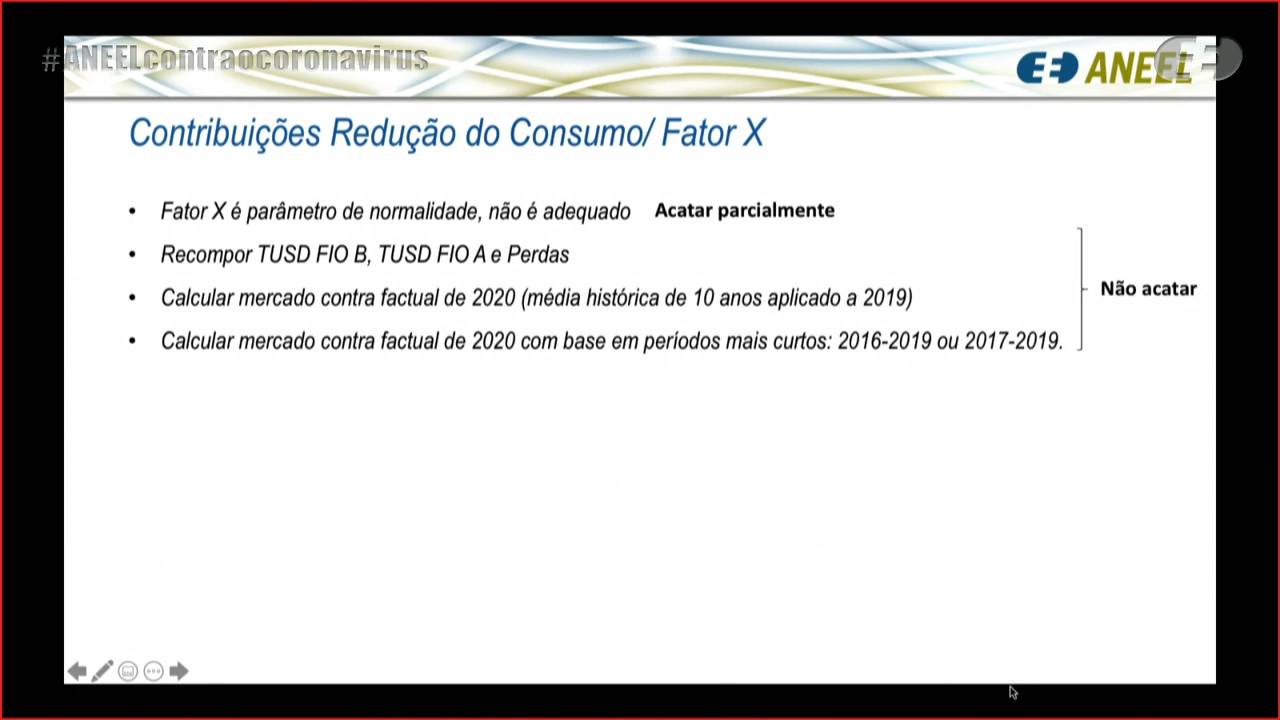 #ANEELcontraocoronavirus
ANEEL
Contribuições Redução do Consumo/ Fator X
• Fator X é parâmetro de normalidade, não é adequado Acatar parcialmente
• Recompor TUSD FIO B, TUSD FIO A e Perdas
• Calcular mercado contra factual de 2020 (média histórica de 10 anos aplicado a 2019)
Não acatar
• Calcular mercado contra factual de 2020 com base em períodos mais curtos: 2016-2019 ou 2017-2019.